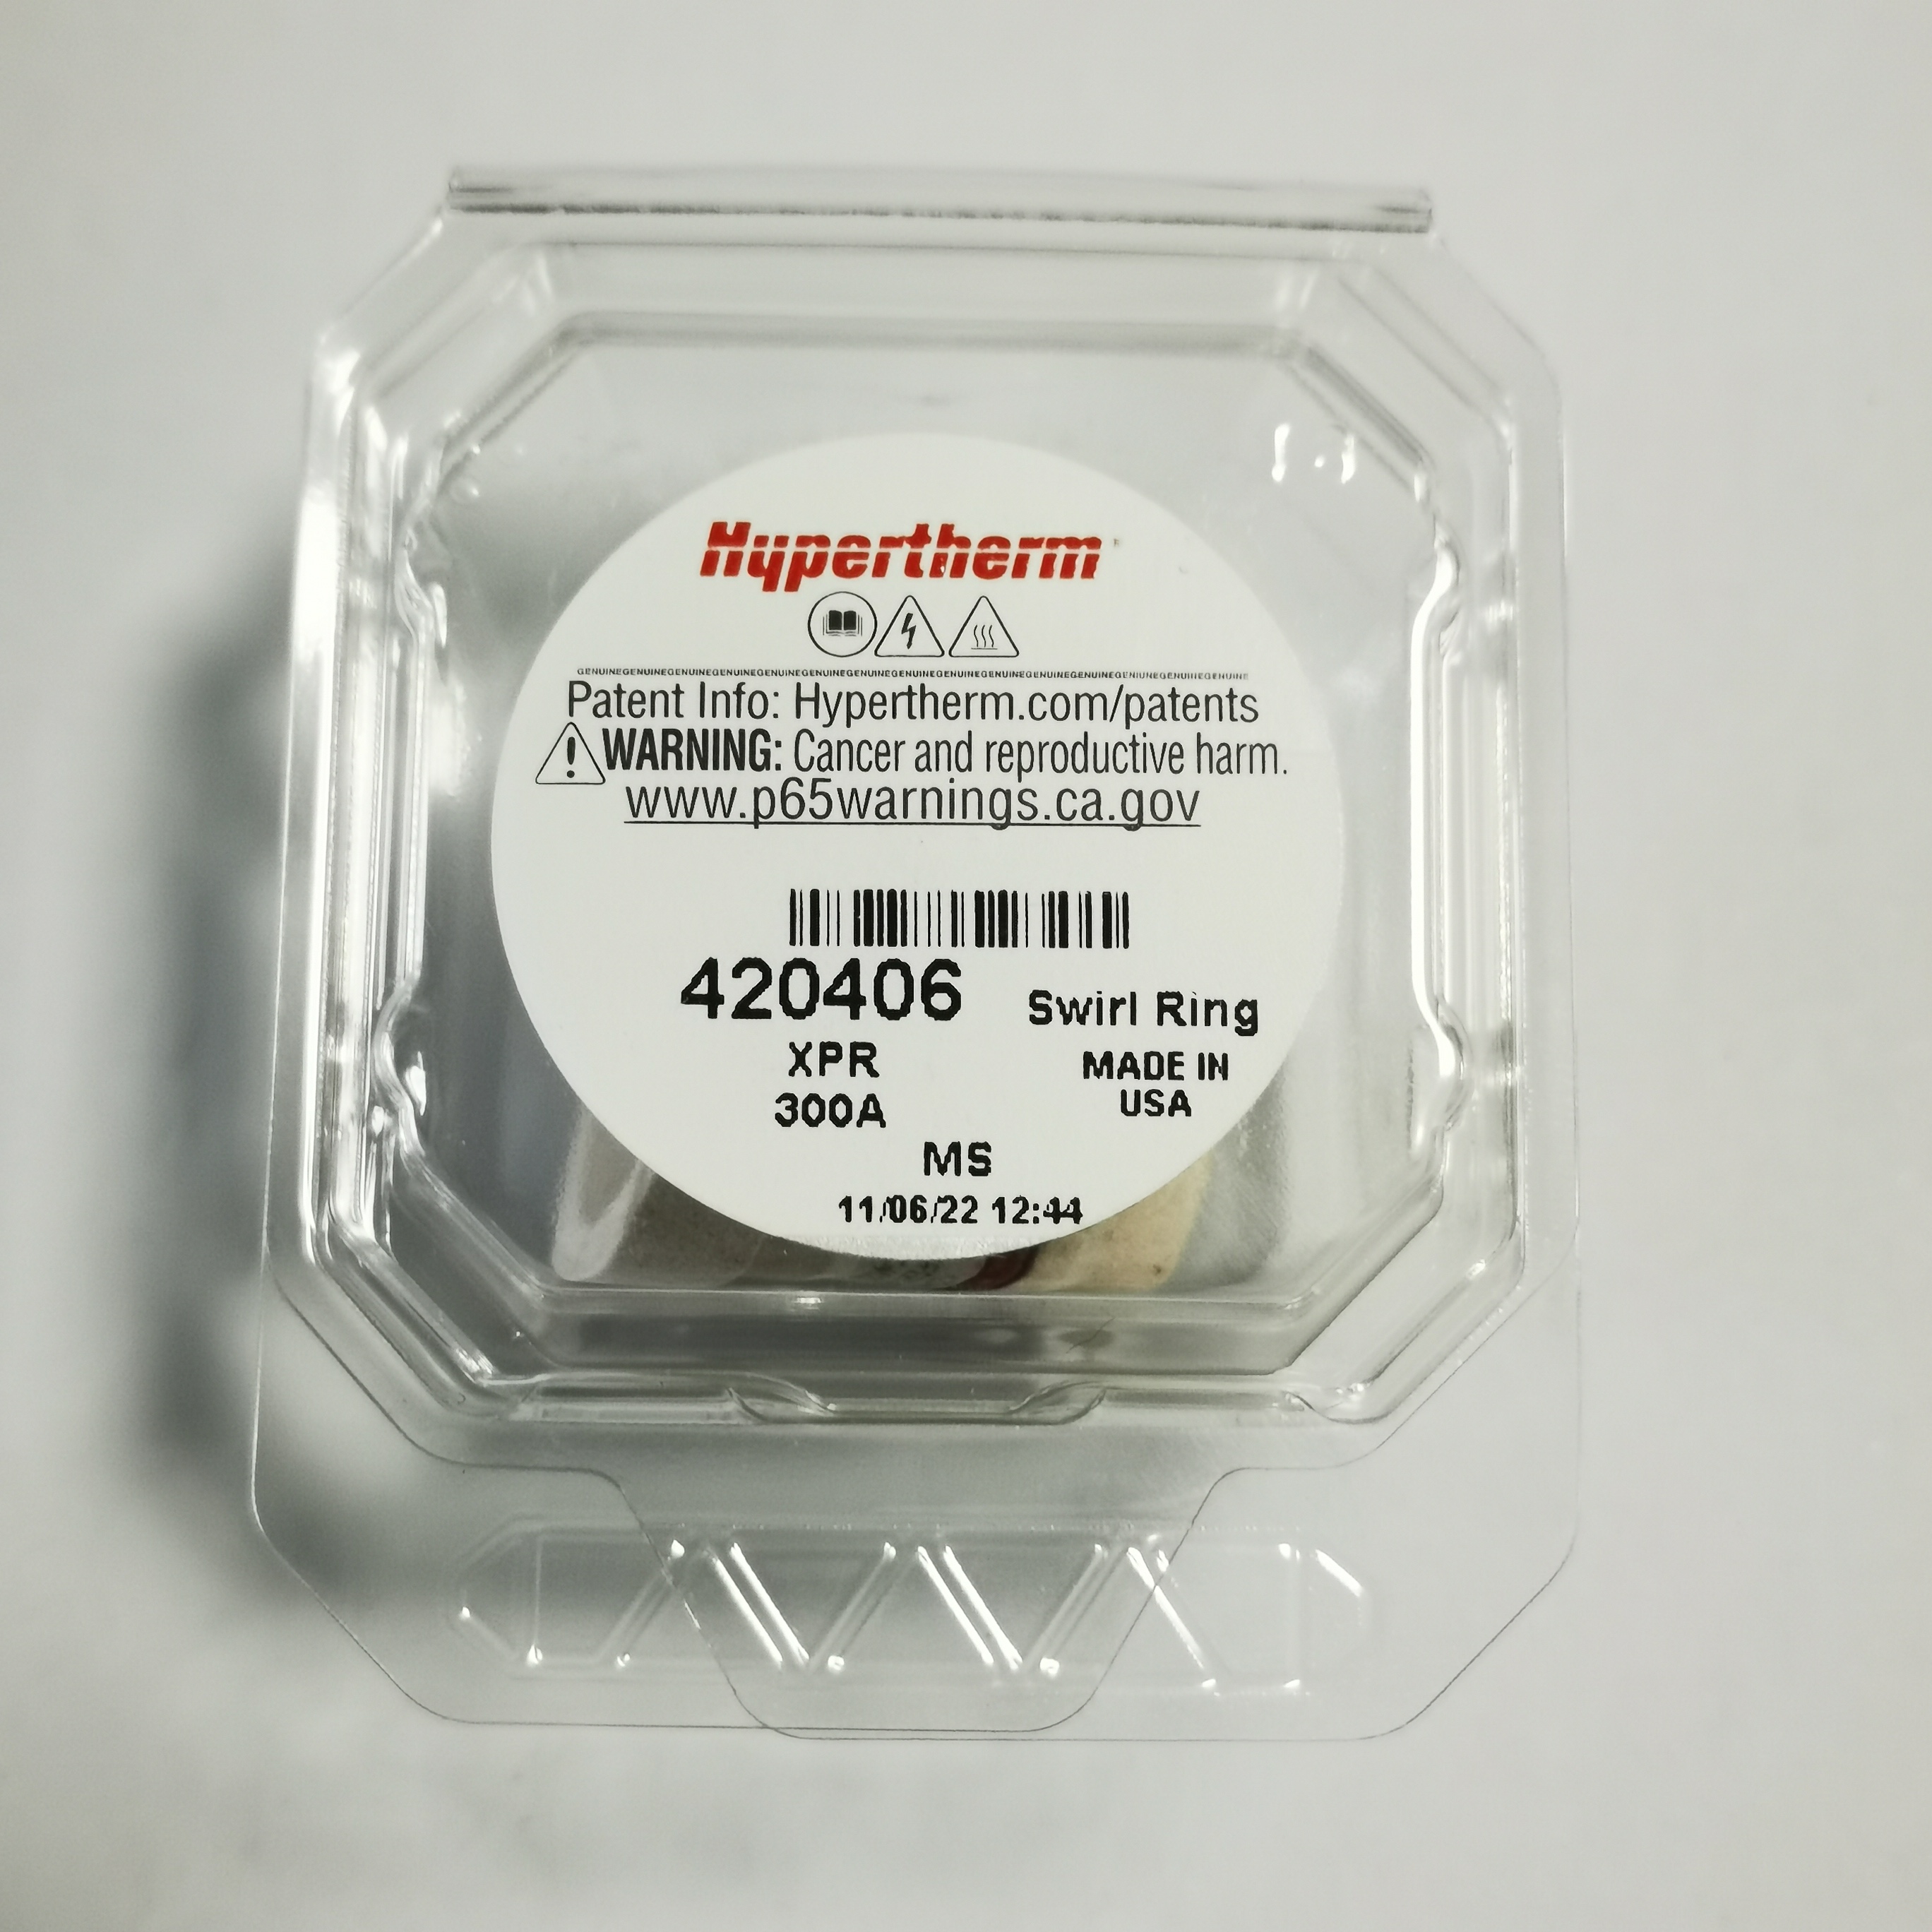 Hypertherm
GENUINEGENUINEGENUINEGENUINEGENUINEGENUINEGENUINEGENUINEGENUINEGENUINEGENUINEGENUINEGENIUNEGENUINEGENUINE
Patent Info: Hypertherm.com/patents
WARNING: Cancer and reproductive harm.
www.p65warnings.ca.gov
420406 Swirl Ring
XPR MADE IN
300A USA
MS
11/06/22 12:44